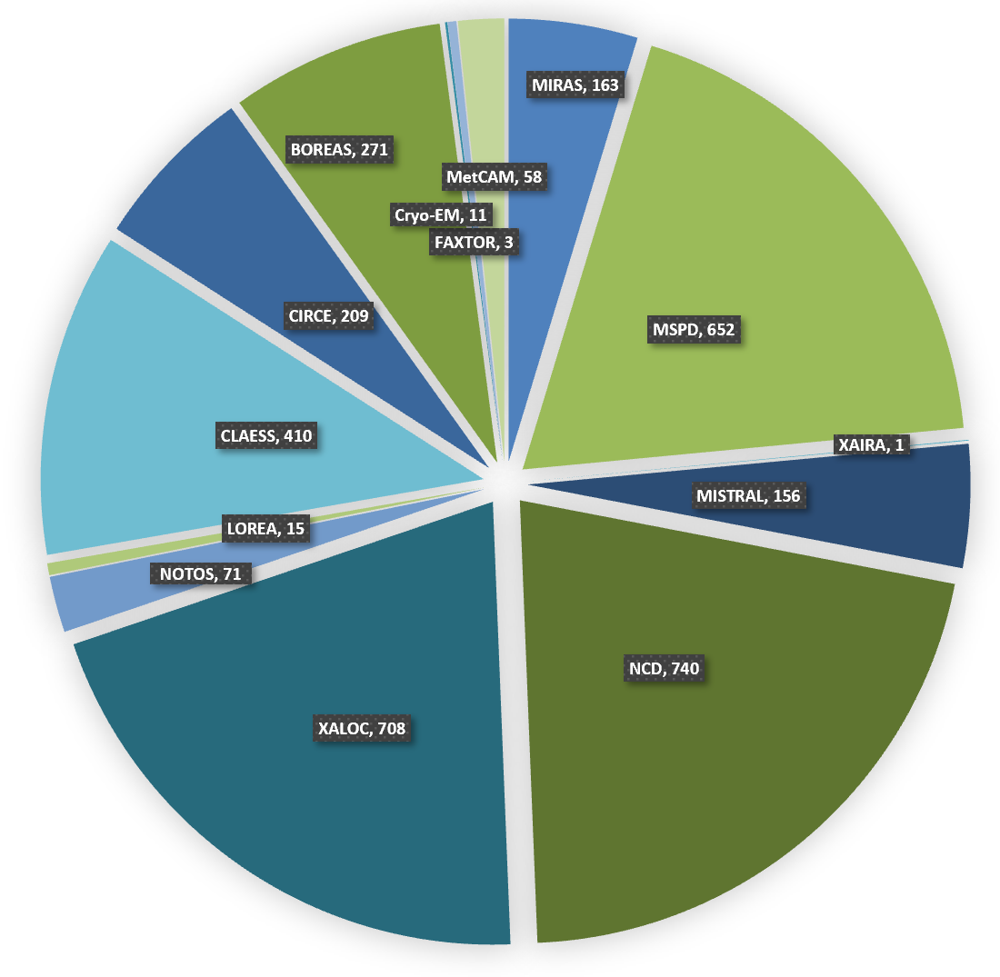 MIRAS, 163
BOREAS, 271
MetCAM, 58
Cryo-EM, 11
FAXTOR, 3
CIRCE, 209
MSPD, 652
CLAESS, 410
XAIRA, 1
MISTRAL, 156
LOREA, 15
NOTOS, 71
NCD, 740
XALOC, 708